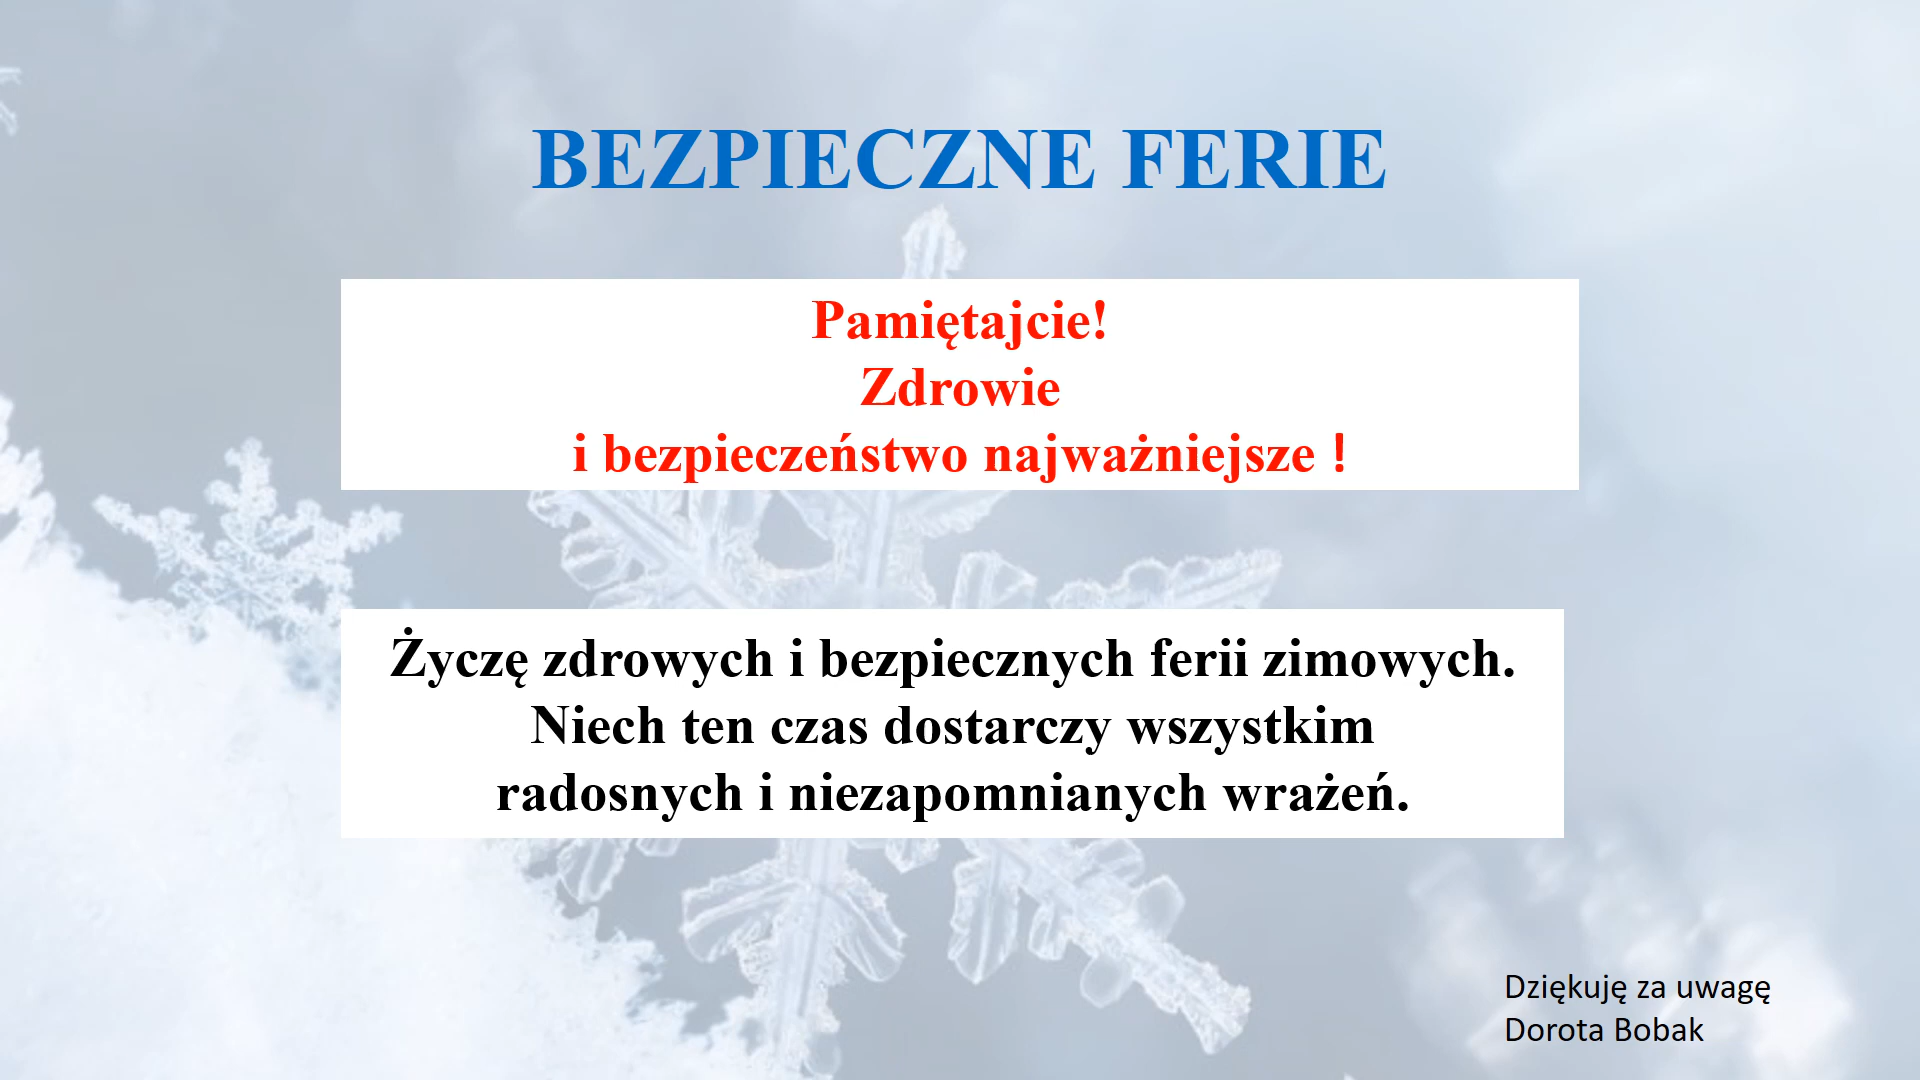 BEZPIECZNE FERIE
Pamiętajcie!
Zdrowie
i bezpieczeństwo najważniejsze !
Życzę zdrowych i bezpiecznych ferii zimowych.
Niech ten czas dostarczy wszystkim
radosnych i niezapomnianych wrażeń.
Dziękuję za uwagę
Dorota Bobak